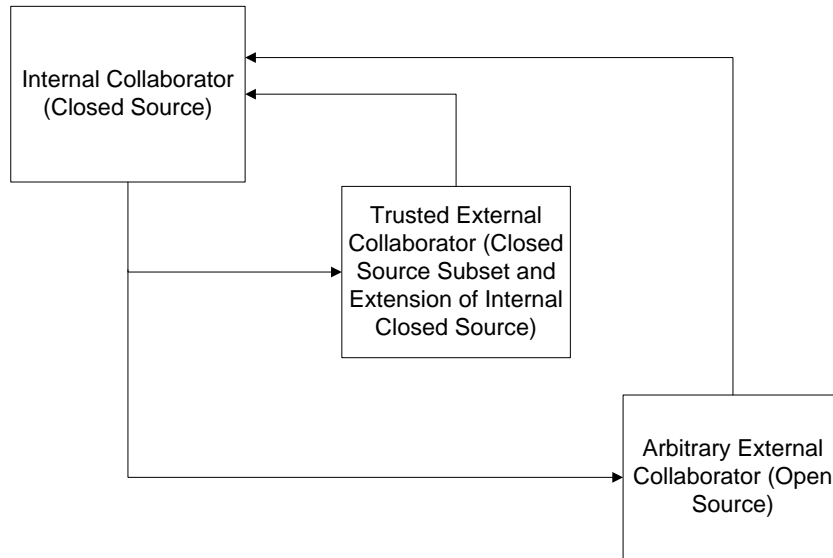 Internal Collaborator
(Closed Source)
Trusted External
Collaborator (Closed
Source Subset and
Extension of Internal
Closed Source)
Arbitrary External
Collaborator (Open
Source)